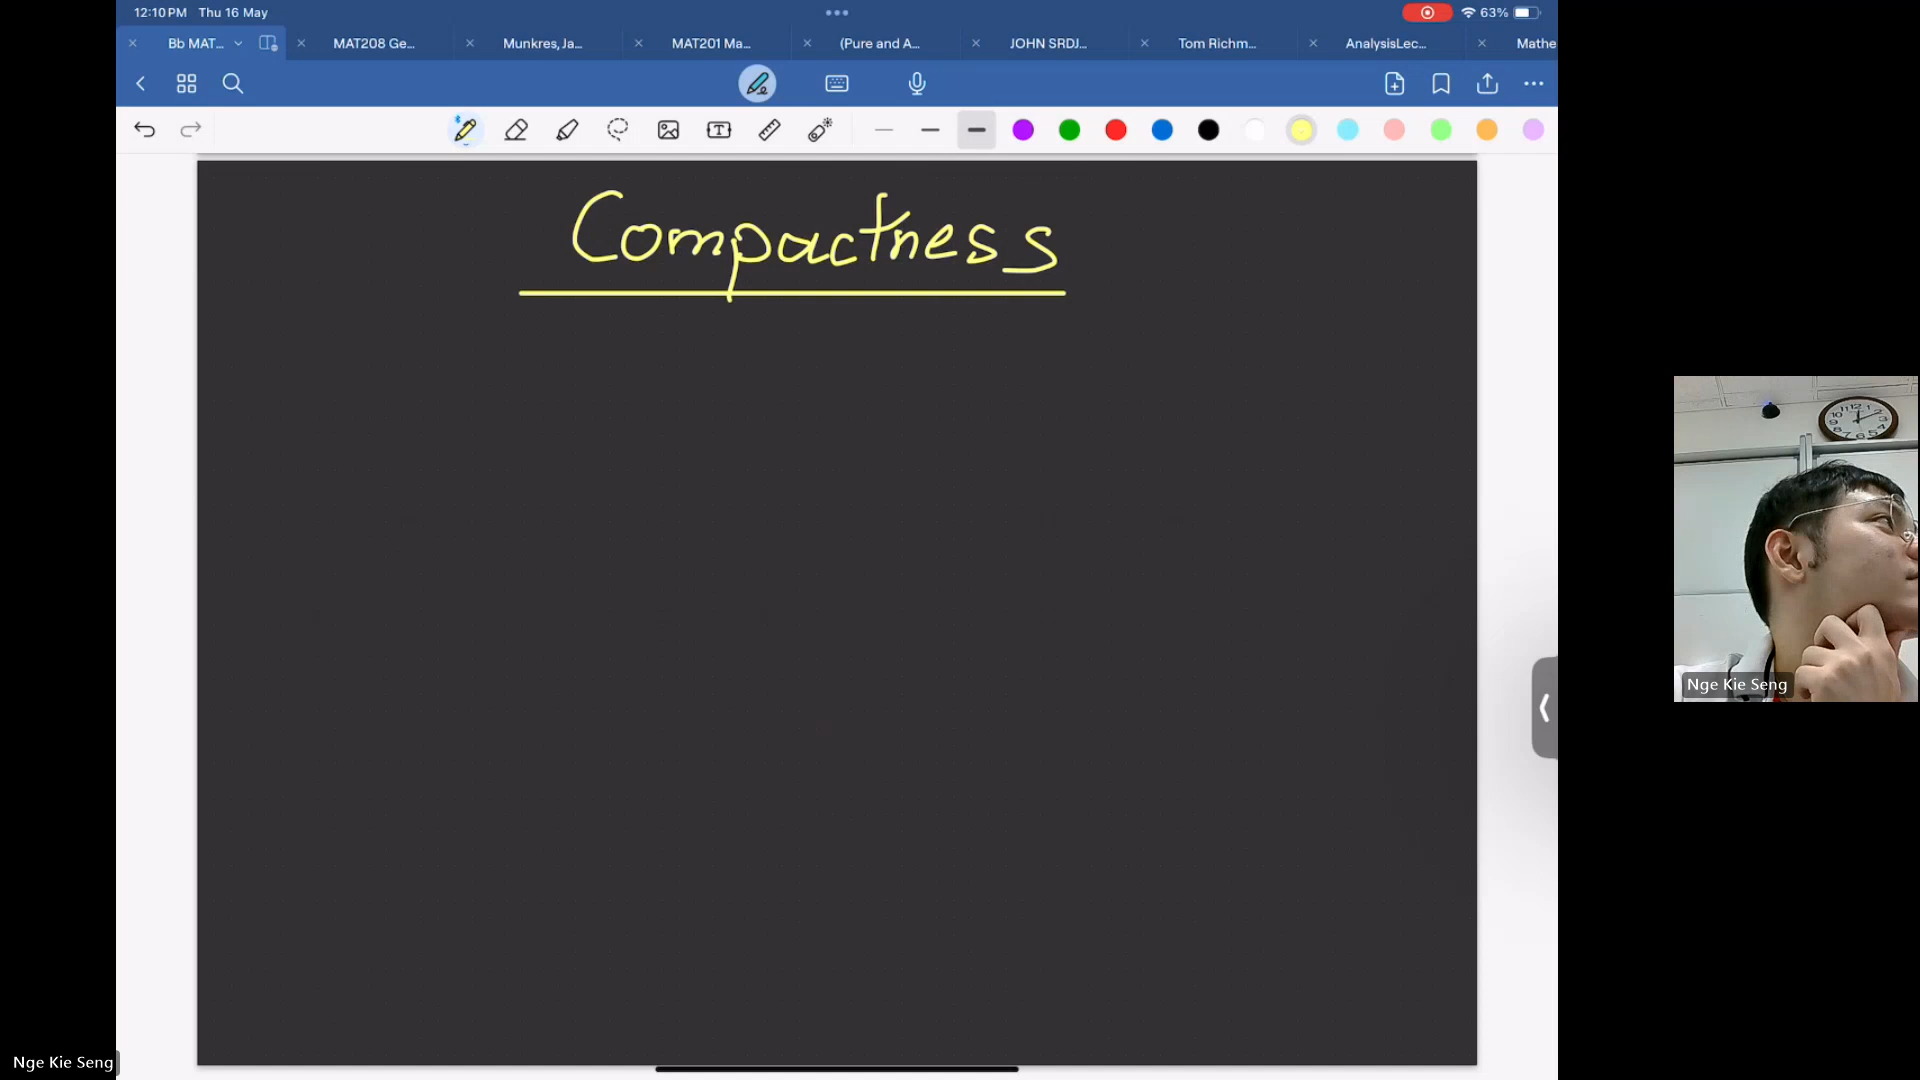 12:10 PM Thu 16 May
63%
Bb MAT...
MAT208 Ge...
Munkres, Ja...
MAT201 Ma...
(Pure and A...
JOHN SRDJ...
Tom Richm...
AnalysisLec...
Mathe
Compactness
Nge Kie Seng
Nge Kie Seng